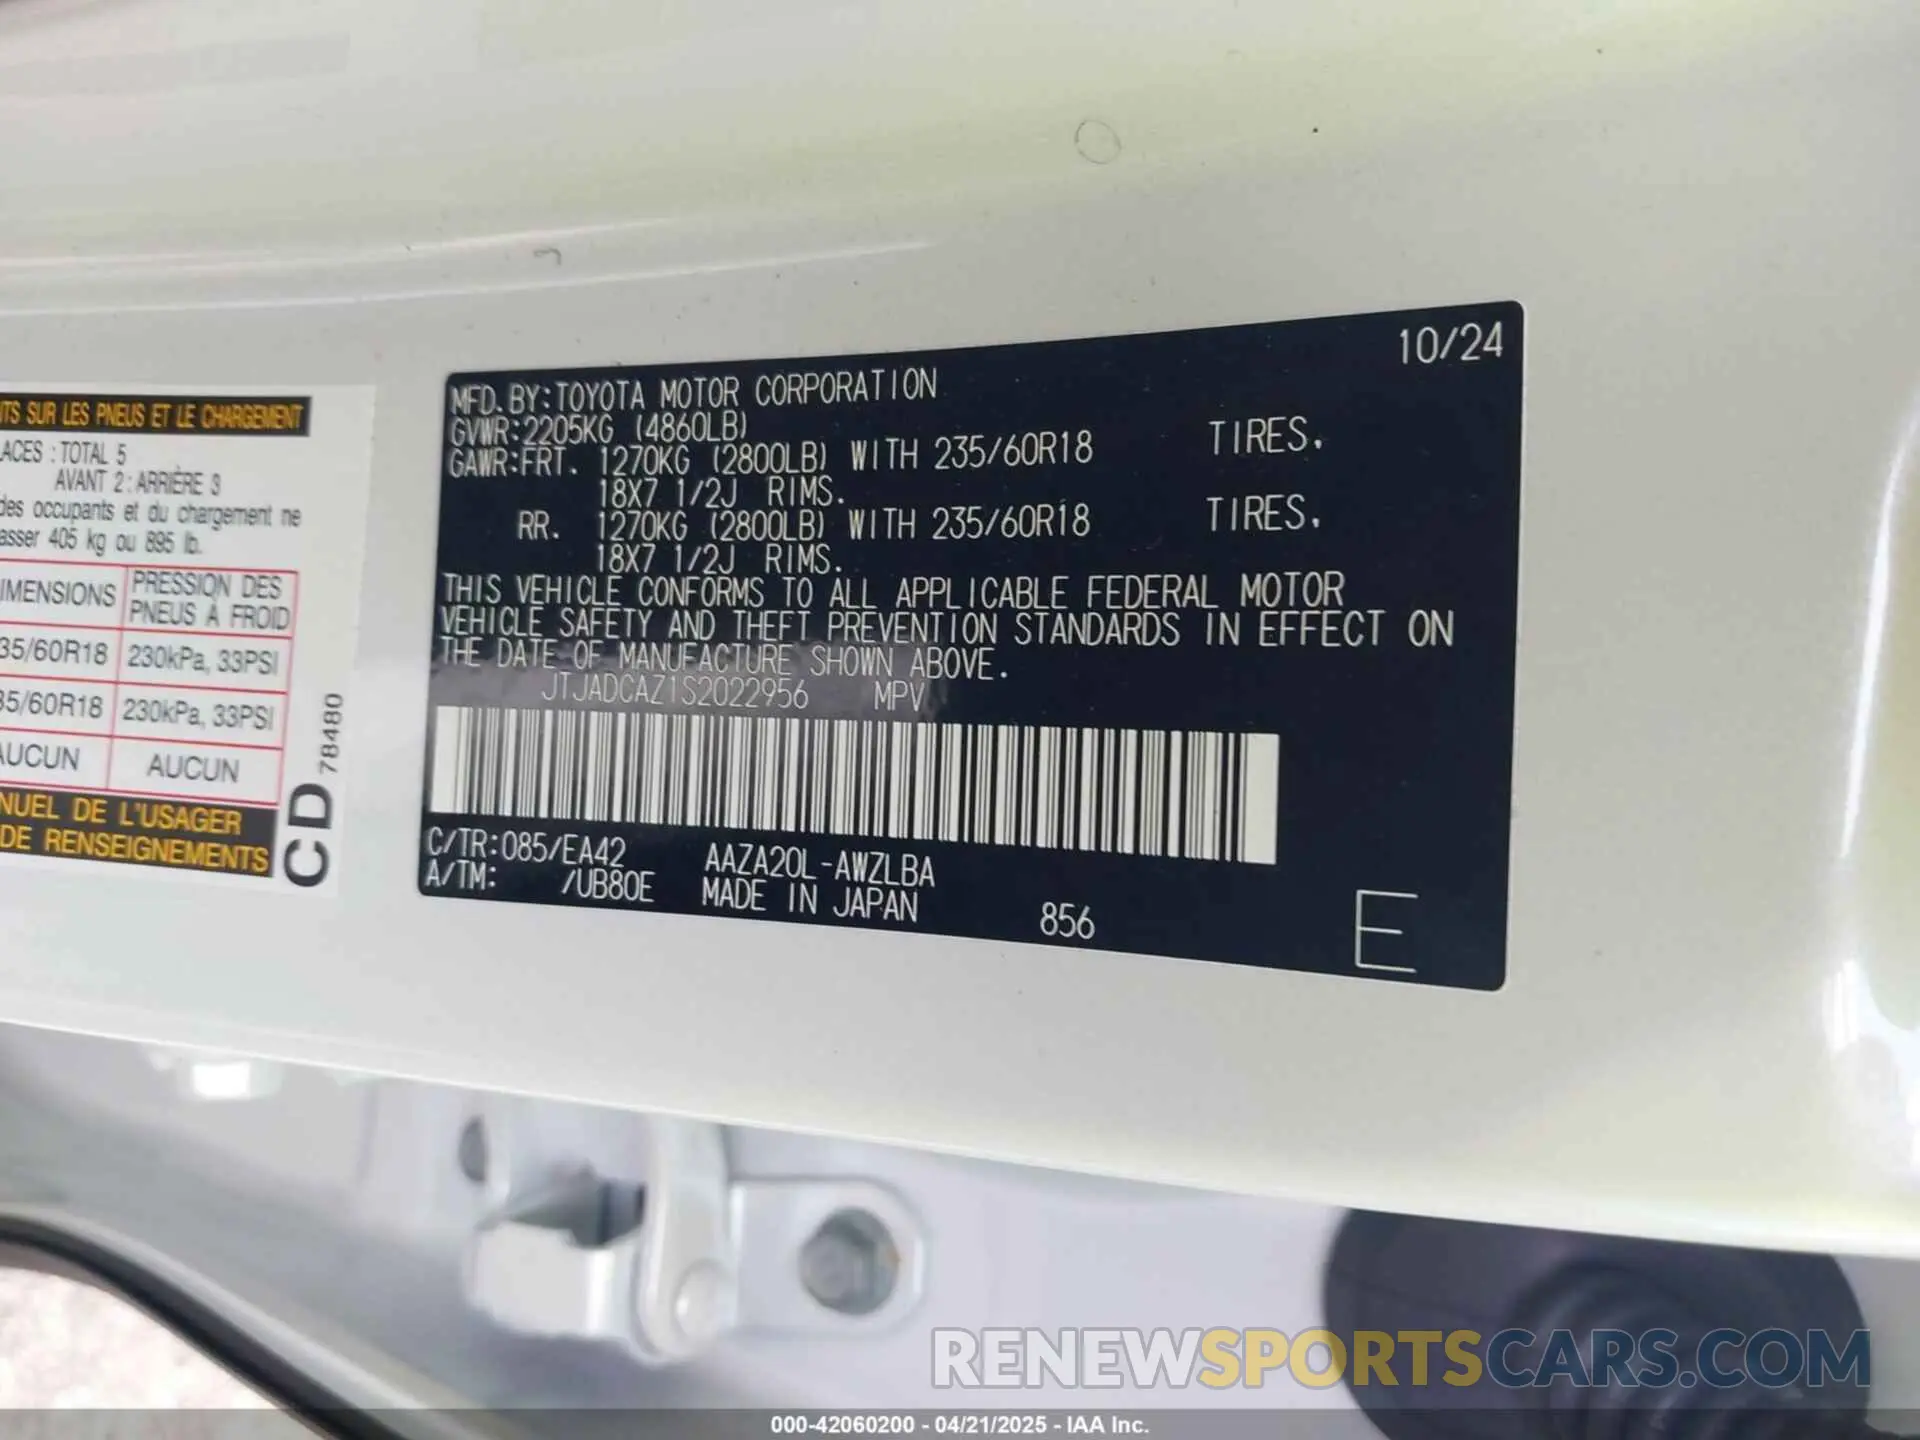 SUR LES PNEUS ET LE CHARGEMENT
: TOTAL 5
AVANT 2 : ARRIÈRE 3
des occupants et du chargement ne
405 kg ou 895 lb.
PRESSION DES
PNEUS À FROID
35/60R18 230kPa, 33PSI
35/60R18 230kPa, 33PSI
AUCUN AUCUN
DE L'USAGER
DE RENSEIGNEMENTS
CD 78480
10/24
MFD.BY:TOYOTA MOTOR CORPORATION
GVWR:2205KG (4860LB)
GAWR:FRT. 1270KG (2800LB) WITH 235/60R18 TIRES.
18X7 1/2J RIMS.
RR. 1270KG (2800LB) WITH 235/60R18 TIRES.
18X7 1/2J RIMS.
THIS VEHICLE CONFORMS TO ALL APPLICABLE FEDERAL MOTOR
VEHICLE SAFETY AND THEFT PREVENTION STANDARDS IN EFFECT ON
THE DATE OF MANUFACTURE SHOWN ABOVE.
JTJADCAZ1S2022956 MPV
C/TR:085/EA42 AAZA20L-AWZLBA
A/TM: /UB80E MADE IN JAPAN 856
E
RENEWSPORTSCARS.COM
000-42060200 - 04/21/2025 - IAA Inc.